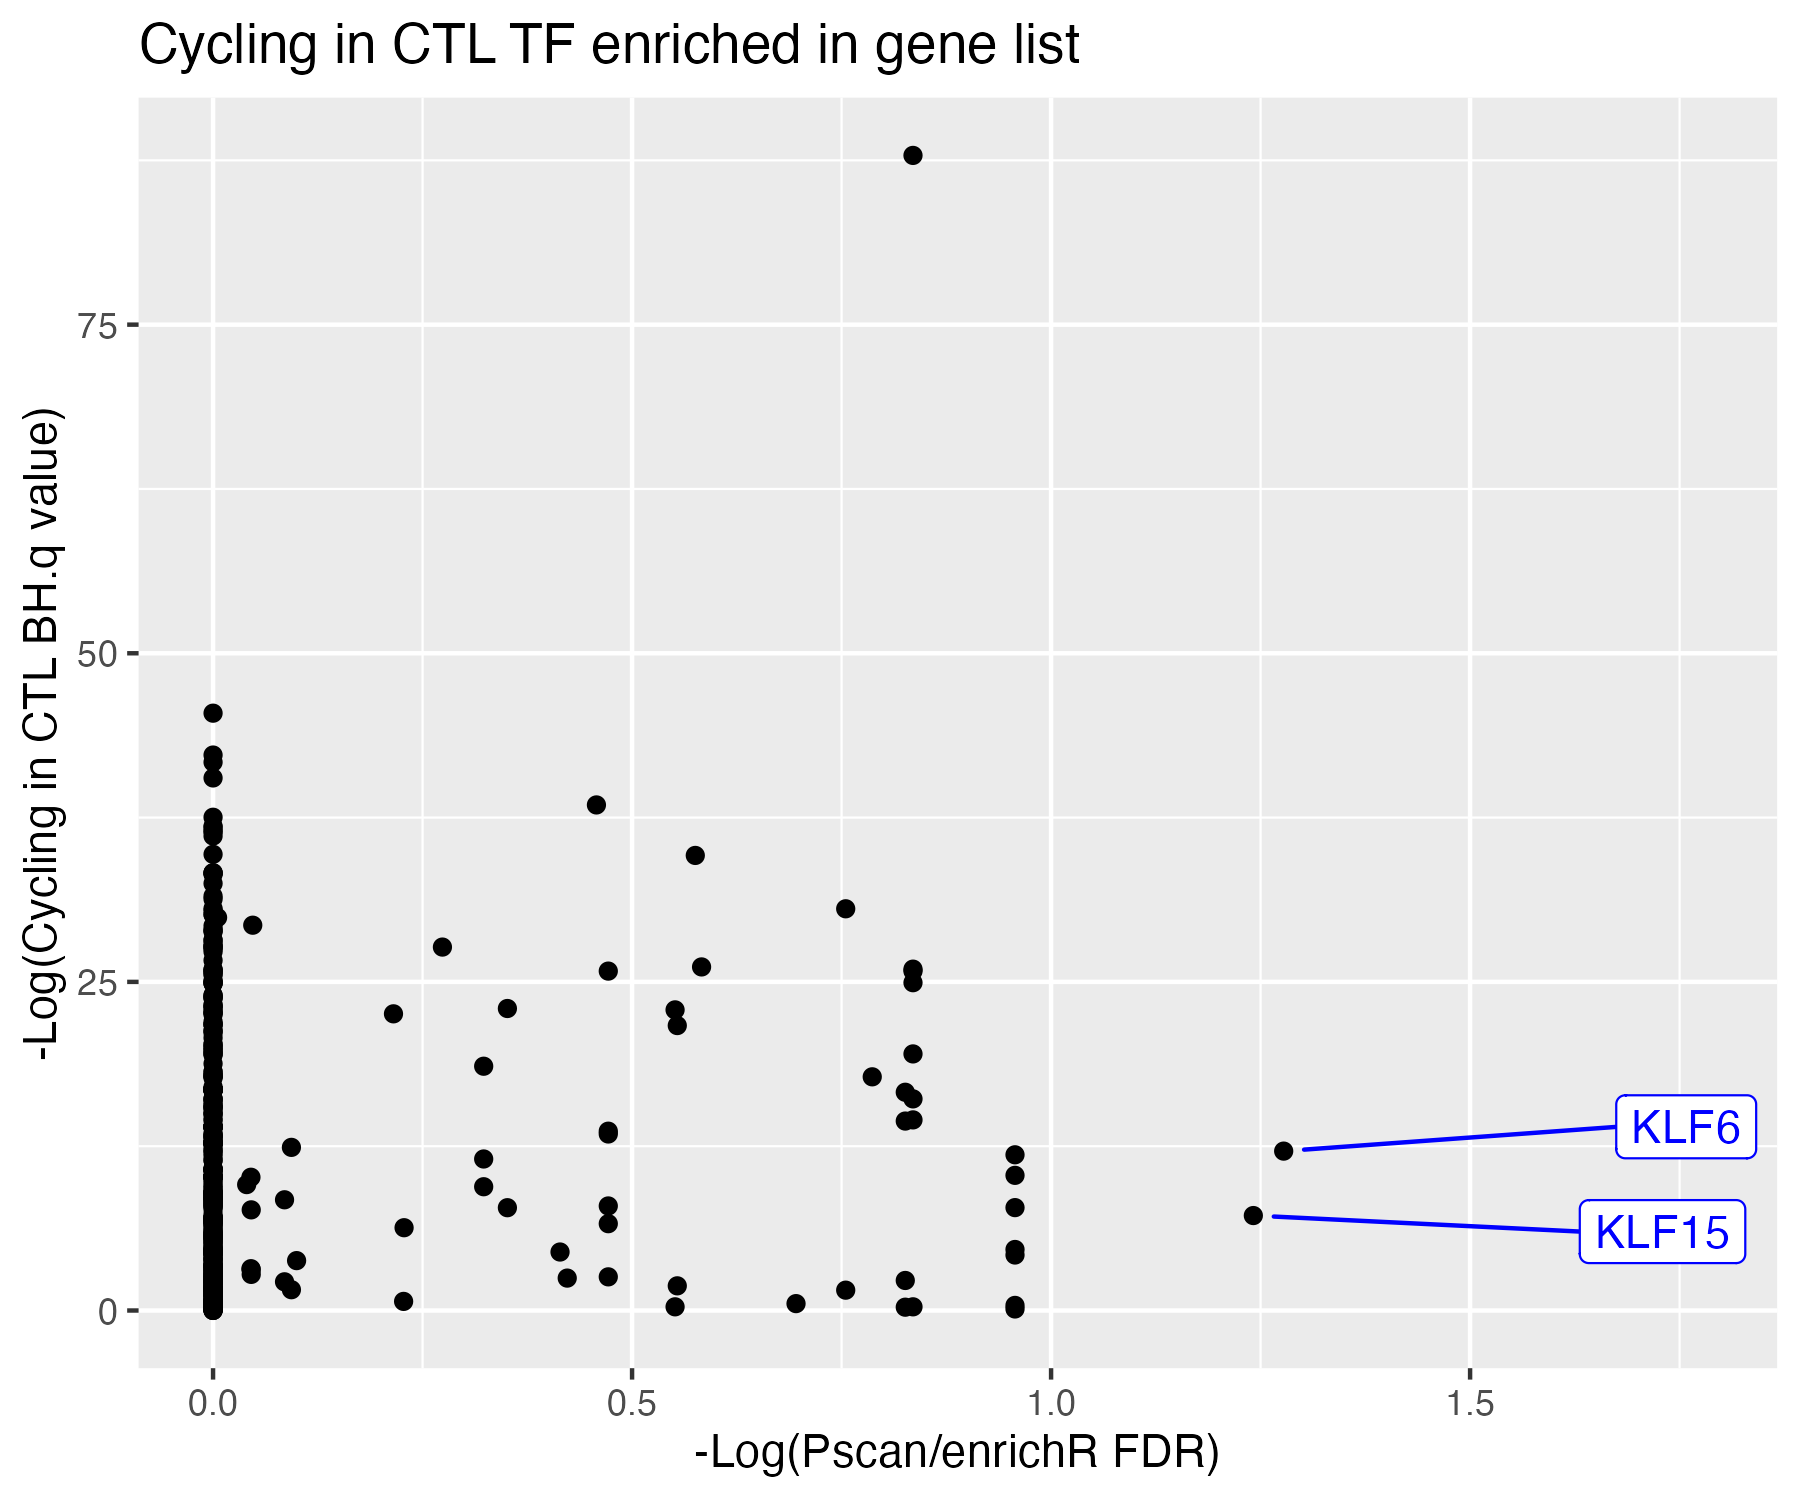 Cycling in CTL TF enriched in gene list
-Log(Cycling in CTL BH.q value)
75
50
25
0
KLF6
KLF15
0.0
0.5
1.0
1.5
-Log(Pscan/enrichR FDR)